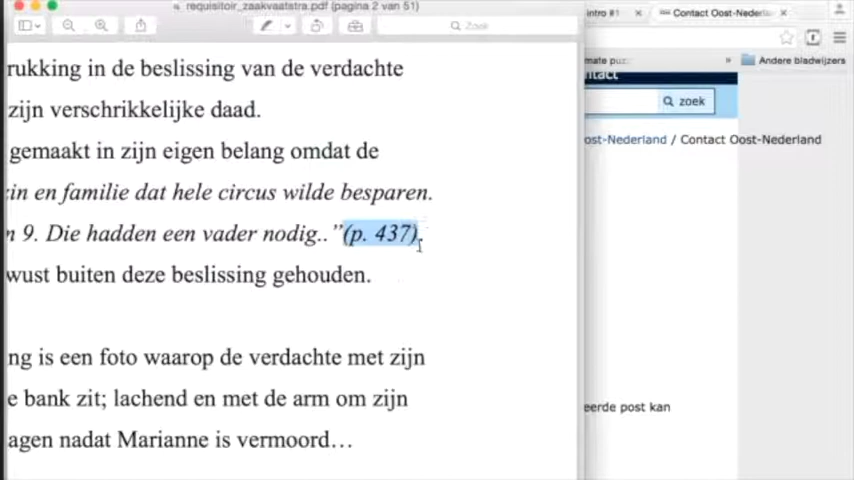 requisitoir_zaakvaatstra.pdf (pagina 2 van 51)
Zoek
rukking in de beslissing van de verdachte
zijn verschrikkelijke daad.
gemaakt in zijn eigen belang omdat de
in en familie dat hele circus wilde besparen.
n 9. Die hadden een vader nodig.. ”(p. 437).
wust buiten deze beslissing gehouden.
ng is een foto waarop de verdachte met zijn
e bank zit; lachend en met de arm om zijn
agen nadat Marianne is vermoord…
intro #1
Contact Oost-Neder
mate puz
» Andere bladwijzers
ntact
zoek
ost-Nederland / Contact Oost-Nederland
eerde post kan